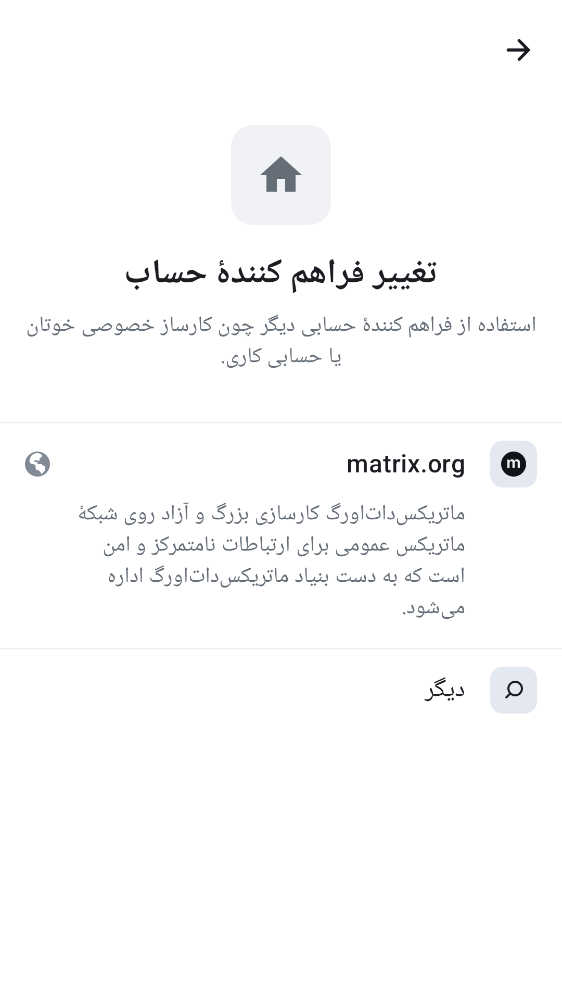 تغییر فراهم کنندهٔ حساب
استفاده از فراهم کنندهٔ حسابی دیگر چون کارساز خصوصی خوتان
یا حسابی کاری.
matrix.org
m
ماتریکس‌دات‌اورگ کارسازی بزرگ و آزاد روی شبکهٔ
ماتریکس عمومی برای ارتباطات نامتمرکز و امن
است که به دست بنیاد ماتریکس‌دات‌اورگ اداره
می‌شود.
دیگر